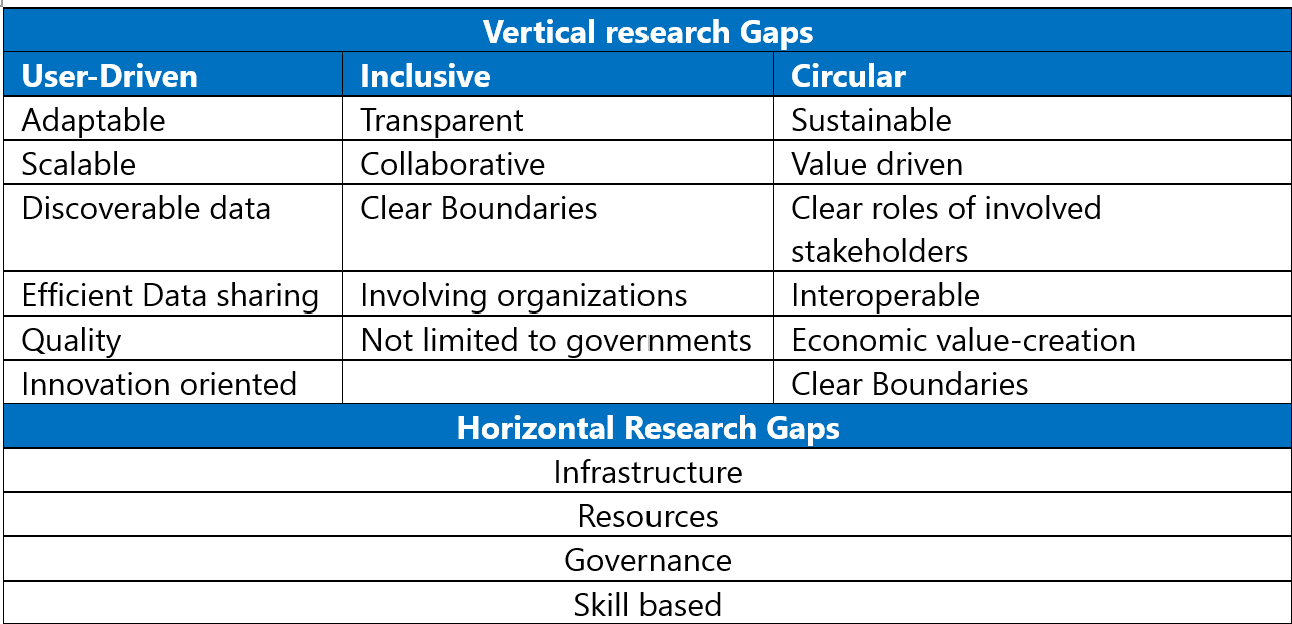 Vertical research Gaps
User-Driven Inclusive Circular
Adaptable Transparent Sustainable
Scalable Collaborative Value driven
Discoverable data Clear Boundaries Clear roles of involved
stakeholders
Efficient Data sharing Involving organizations Interoperable
Quality Not limited to governments Economic value-creation
Innovation oriented Clear Boundaries
Horizontal Research Gaps
Infrastructure
Resources
Governance
Skill based